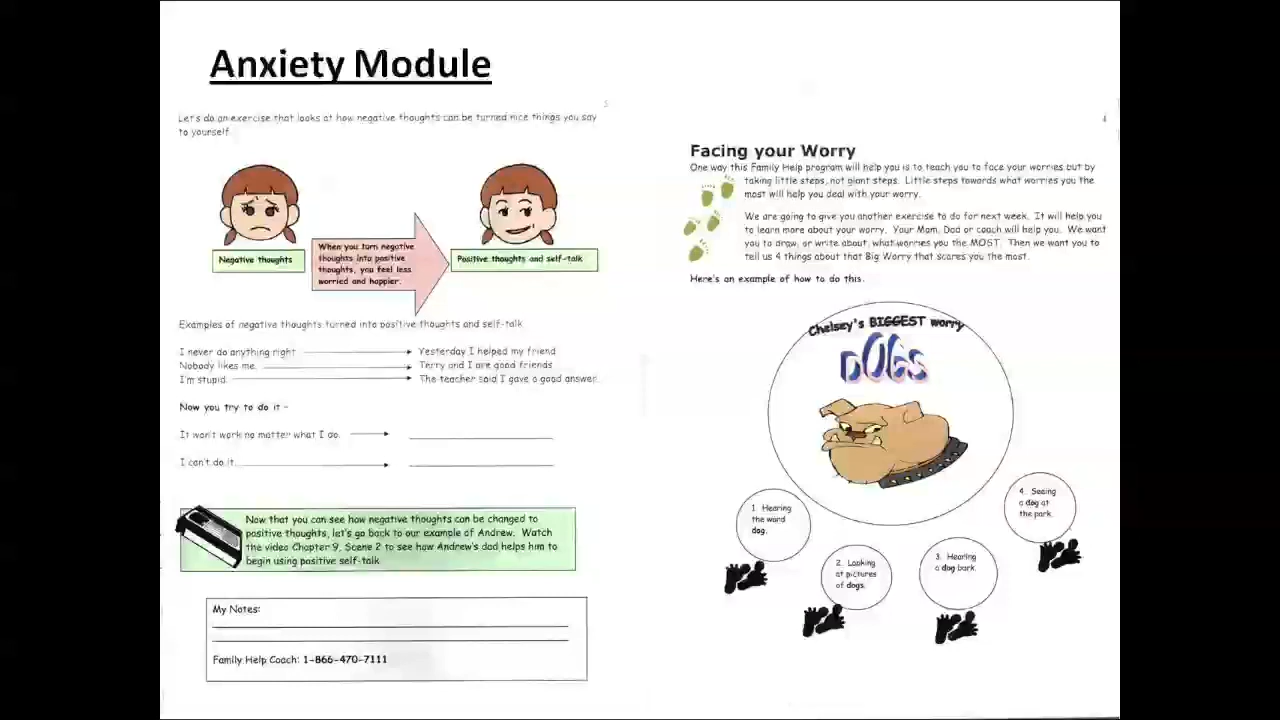 Anxiety Module
5
Let's do an exercise that looks at how negative thoughts can be turned nice things you say
to yourself.
Negative thoughts
When you turn negative
thoughts into positive
thoughts, you feel less
worried and happier.
Positive thoughts and self-talk
Examples of negative thoughts turned into positive thoughts and self-talk
I never do anything right Yesterday I helped my friend
Nobody likes me. Terry and I are good friends
I'm stupid. The teacher said I gave a good answer.
Now you try to do it –
It won't work no matter what I do.
I can't do it.
Now that you can see how negative thoughts can be changed to
positive thoughts, let's go back to our example of Andrew. Watch
the video Chapter 9, Scene 2 to see how Andrew's dad helps him to
begin using positive self-talk
My Notes:
Family Help Coach: 1-866-470-7111
4
Facing your Worry
One way this Family Help program will help you is to teach you to face your worries but by
taking little steps, not giant steps. Little steps towards what worries you the
most will help you deal with your worry.
We are going to give you another exercise to do for next week. It will help you
to learn more about your worry. Your Mom, Dad or coach will help you. We want
you to draw, or write about, what worries you the MOST. Then we want you to
tell us 4 things about that Big Worry that scares you the most.
Here's an example of how to do this.
Chelsey's BIGGEST worry
DOGS
1. Hearing
the word
dog.
2. Looking
at pictures
of dogs.
3. Hearing
a dog bark.
4. Seeing
a dog at
the park.